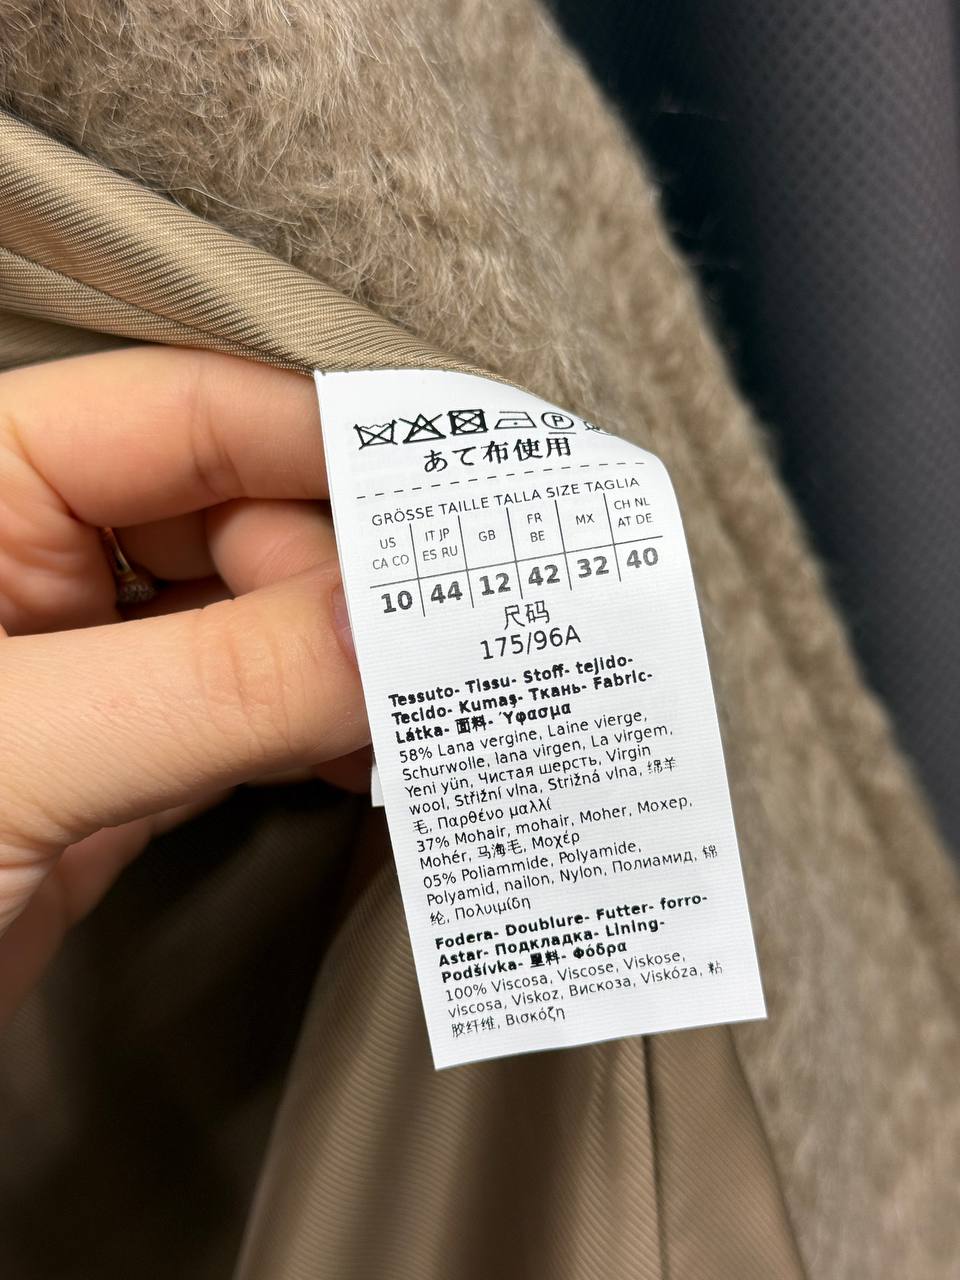 P
あて布使用
GRÖSSE TAILLE TALLA SIZE TAGLIA
US CA CO IT JP ES RU GB FR BE MX CH NL AT DE
10 44 12 42 32 40
尺码
175/96A
Tessuto- Tissu- Stoff- tejido-
Tecido- Kumaş- Ткань- Fabric-
Látka- 面料- Ύφασμα
58% Lana vergine, Laine vierge,
Schurwolle, lana virgen, La virgem,
Yeni yün, Чистая шерсть, Virgin
wool, Střižní vlna, Strižná vlna, 绵羊
毛, Παρθένο μαλλί
37% Mohair, mohair, Moher, Мохер,
Mohér, 马海毛, Μοχέρ
05% Poliammide, Polyamide,
Polyamid, nailon, Nylon, Полиамид, 锦
纶, Πολυιμίδη
Fodera- Doublure- Futter- forro-
Astar- Подкладка- Lining-
Podšívka- 里料- Φόδρα
100% Viscosa, Viscose, Viskose,
viscosa, Viskoz, Вискоза, Viskóza, 粘
胶纤维, Βισκόζη